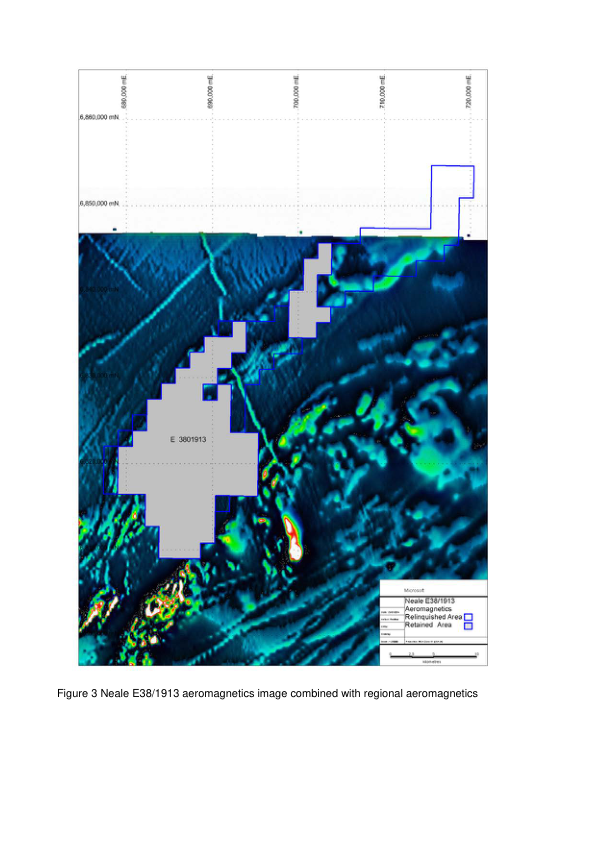 680,000 mE
690,000 mE
700,000 mE
710,000 mE
720,000 mE
6,860,000 mN
6,850,000 mN
E 3801913
Microsoft
Neale E38/1913
Aeromagnetics
Relinquished Area
Retained Area
Figure 3 Neale E38/1913 aeromagnetics image combined with regional aeromagnetics